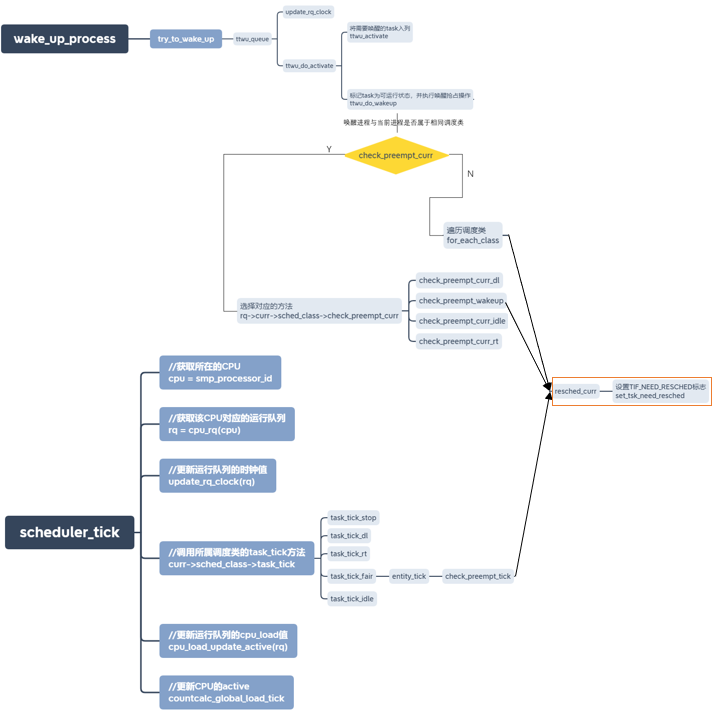 wake_up_process
try_to_wake_up
ttwu_queue
update_rq_clock
ttwu_do_activate
将需要唤醒的task入列
ttwu_activate
标记task为可运行状态，并执行唤醒抢占操作
ttwu_do_wakeup
唤醒进程与当前进程是否属于相同调度类
check_preempt_curr
Y
N
遍历调度类
for_each_class
选择对应的方法
rq->curr->sched_class->check_preempt_curr
check_preempt_curr_dl
check_preempt_wakeup
check_preempt_curr_idle
check_preempt_curr_rt
resched_curr
设置TIF_NEED_RESCHED标志
set_tsk_need_resched
scheduler_tick
//获取所在的CPU
cpu = smp_processor_id
//获取该CPU对应的运行队列
rq = cpu_rq(cpu)
//更新运行队列的时钟值
update_rq_clock(rq)
//调用所属调度类的task_tick方法
curr->sched_class->task_tick
task_tick_stop
task_tick_dl
task_tick_rt
task_tick_fair
entity_tick
check_preempt_tick
task_tick_idle
//更新运行队列的cpu_load值
cpu_load_update_active(rq)
//更新CPU的active
countcalc_global_load_tick